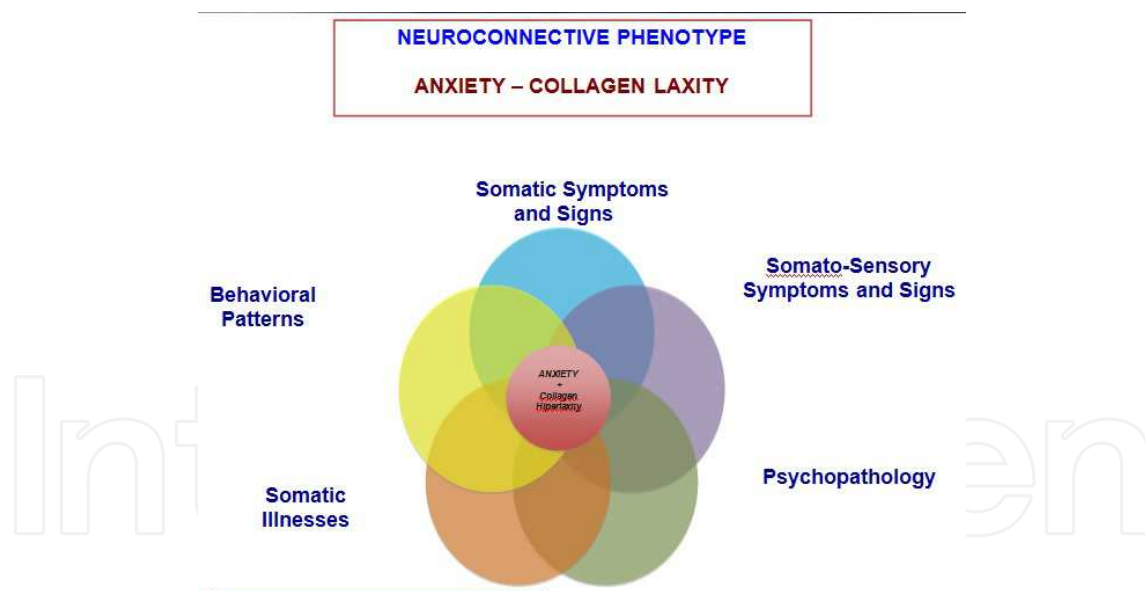 NEUROCONNECTIVE PHENOTYPE
ANXIETY – COLLAGEN LAXITY
Somatic Symptoms
and Signs
Somato-Sensory
Symptoms and Signs
Behavioral
Patterns
ANXIETY
+
Collagen
Hiperlaxity
Psychopathology
Somatic
Illnesses